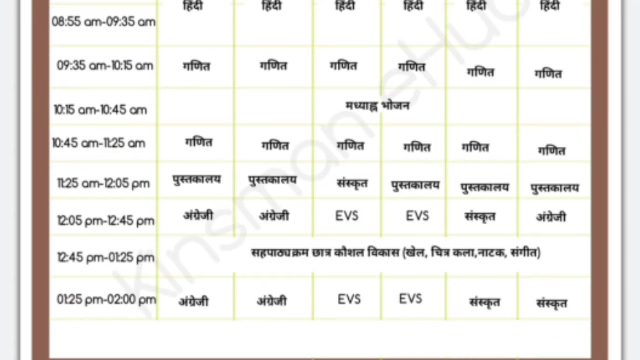 हिंदी हिंदी हिंदी हिंदी हिंदी हिंदी
08:55 am-09:35 am
09:35 am-10:15 am गणित गणित गणित गणित गणित गणित
10:15 am-10:45 am मध्याह्न भोजन
10:45 am-11:25 am गणित गणित गणित गणित गणित गणित
11:25 am-12:05 pm पुस्तकालय पुस्तकालय संस्कृत पुस्तकालय पुस्तकालय पुस्तकालय
12:05 pm-12:45 pm अंग्रेजी अंग्रेजी EVS EVS संस्कृत अंग्रेजी
12:45 pm-01:25 pm सहपाठ्यक्रम छात्र कौशल विकास (खेल, चित्र कला,नाटक, संगीत)
01:25 pm-02:00 pm अंग्रेजी अंग्रेजी EVS EVS संस्कृत संस्कृत